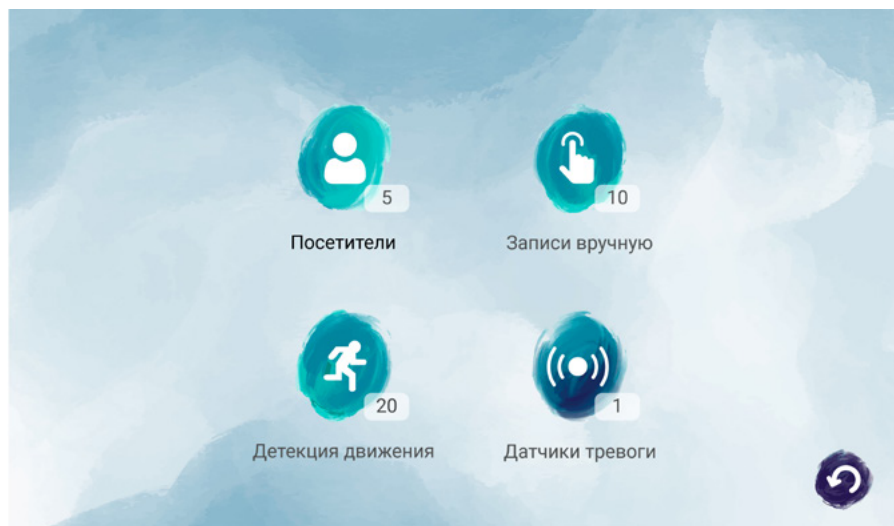 5
10
Посетители
Записи вручную
20
1
Детекция движения
Датчики тревоги